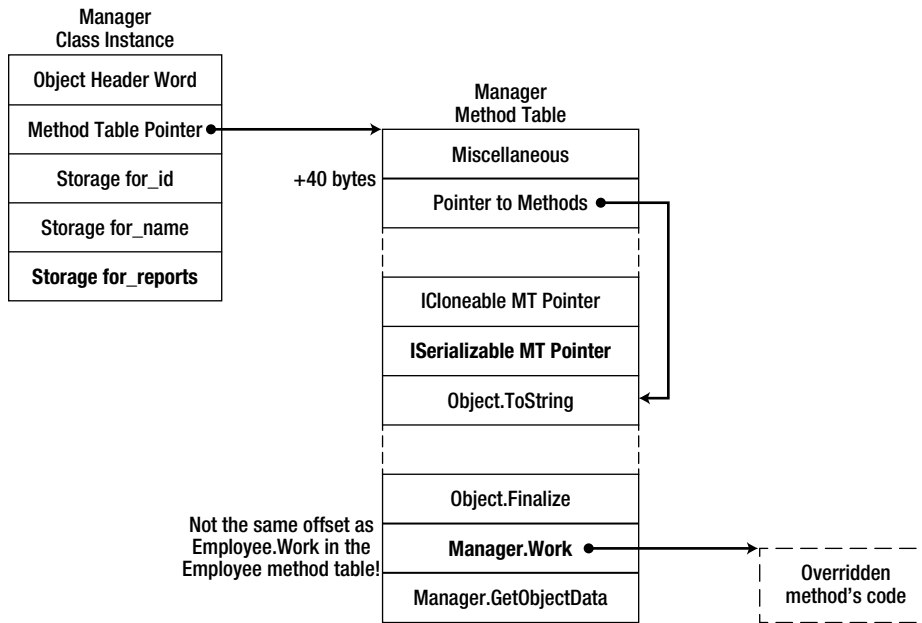 Manager
Class Instance
Object Header Word
Method Table Pointer
Storage for_id
Storage for_name
Storage for_reports
Manager
Method Table
Miscellaneous
+40 bytes
Pointer to Methods
ICloneable MT Pointer
ISerializable MT Pointer
Object.ToString
Object.Finalize
Not the same offset as
Employee.Work in the
Employee method table!
Manager.Work
Manager.GetObjectData
Overridden
method's code